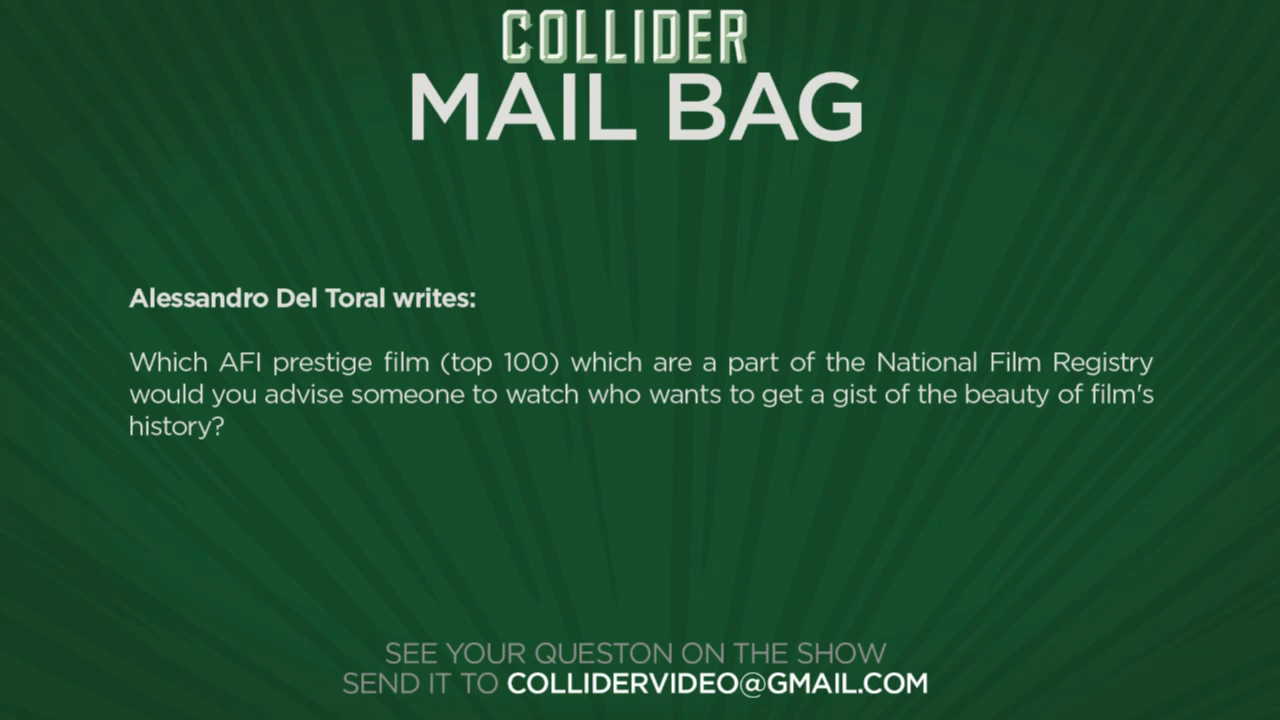 COLLIDER
MAIL BAG
Alessandro Del Toral writes:
Which AFI prestige film (top 100) which are a part of the National Film Registry
would you advise someone to watch who wants to get a gist of the beauty of film's
history?
SEE YOUR QUESTON ON THE SHOW
SEND IT TO COLLIDERVIDEO@GMAIL.COM